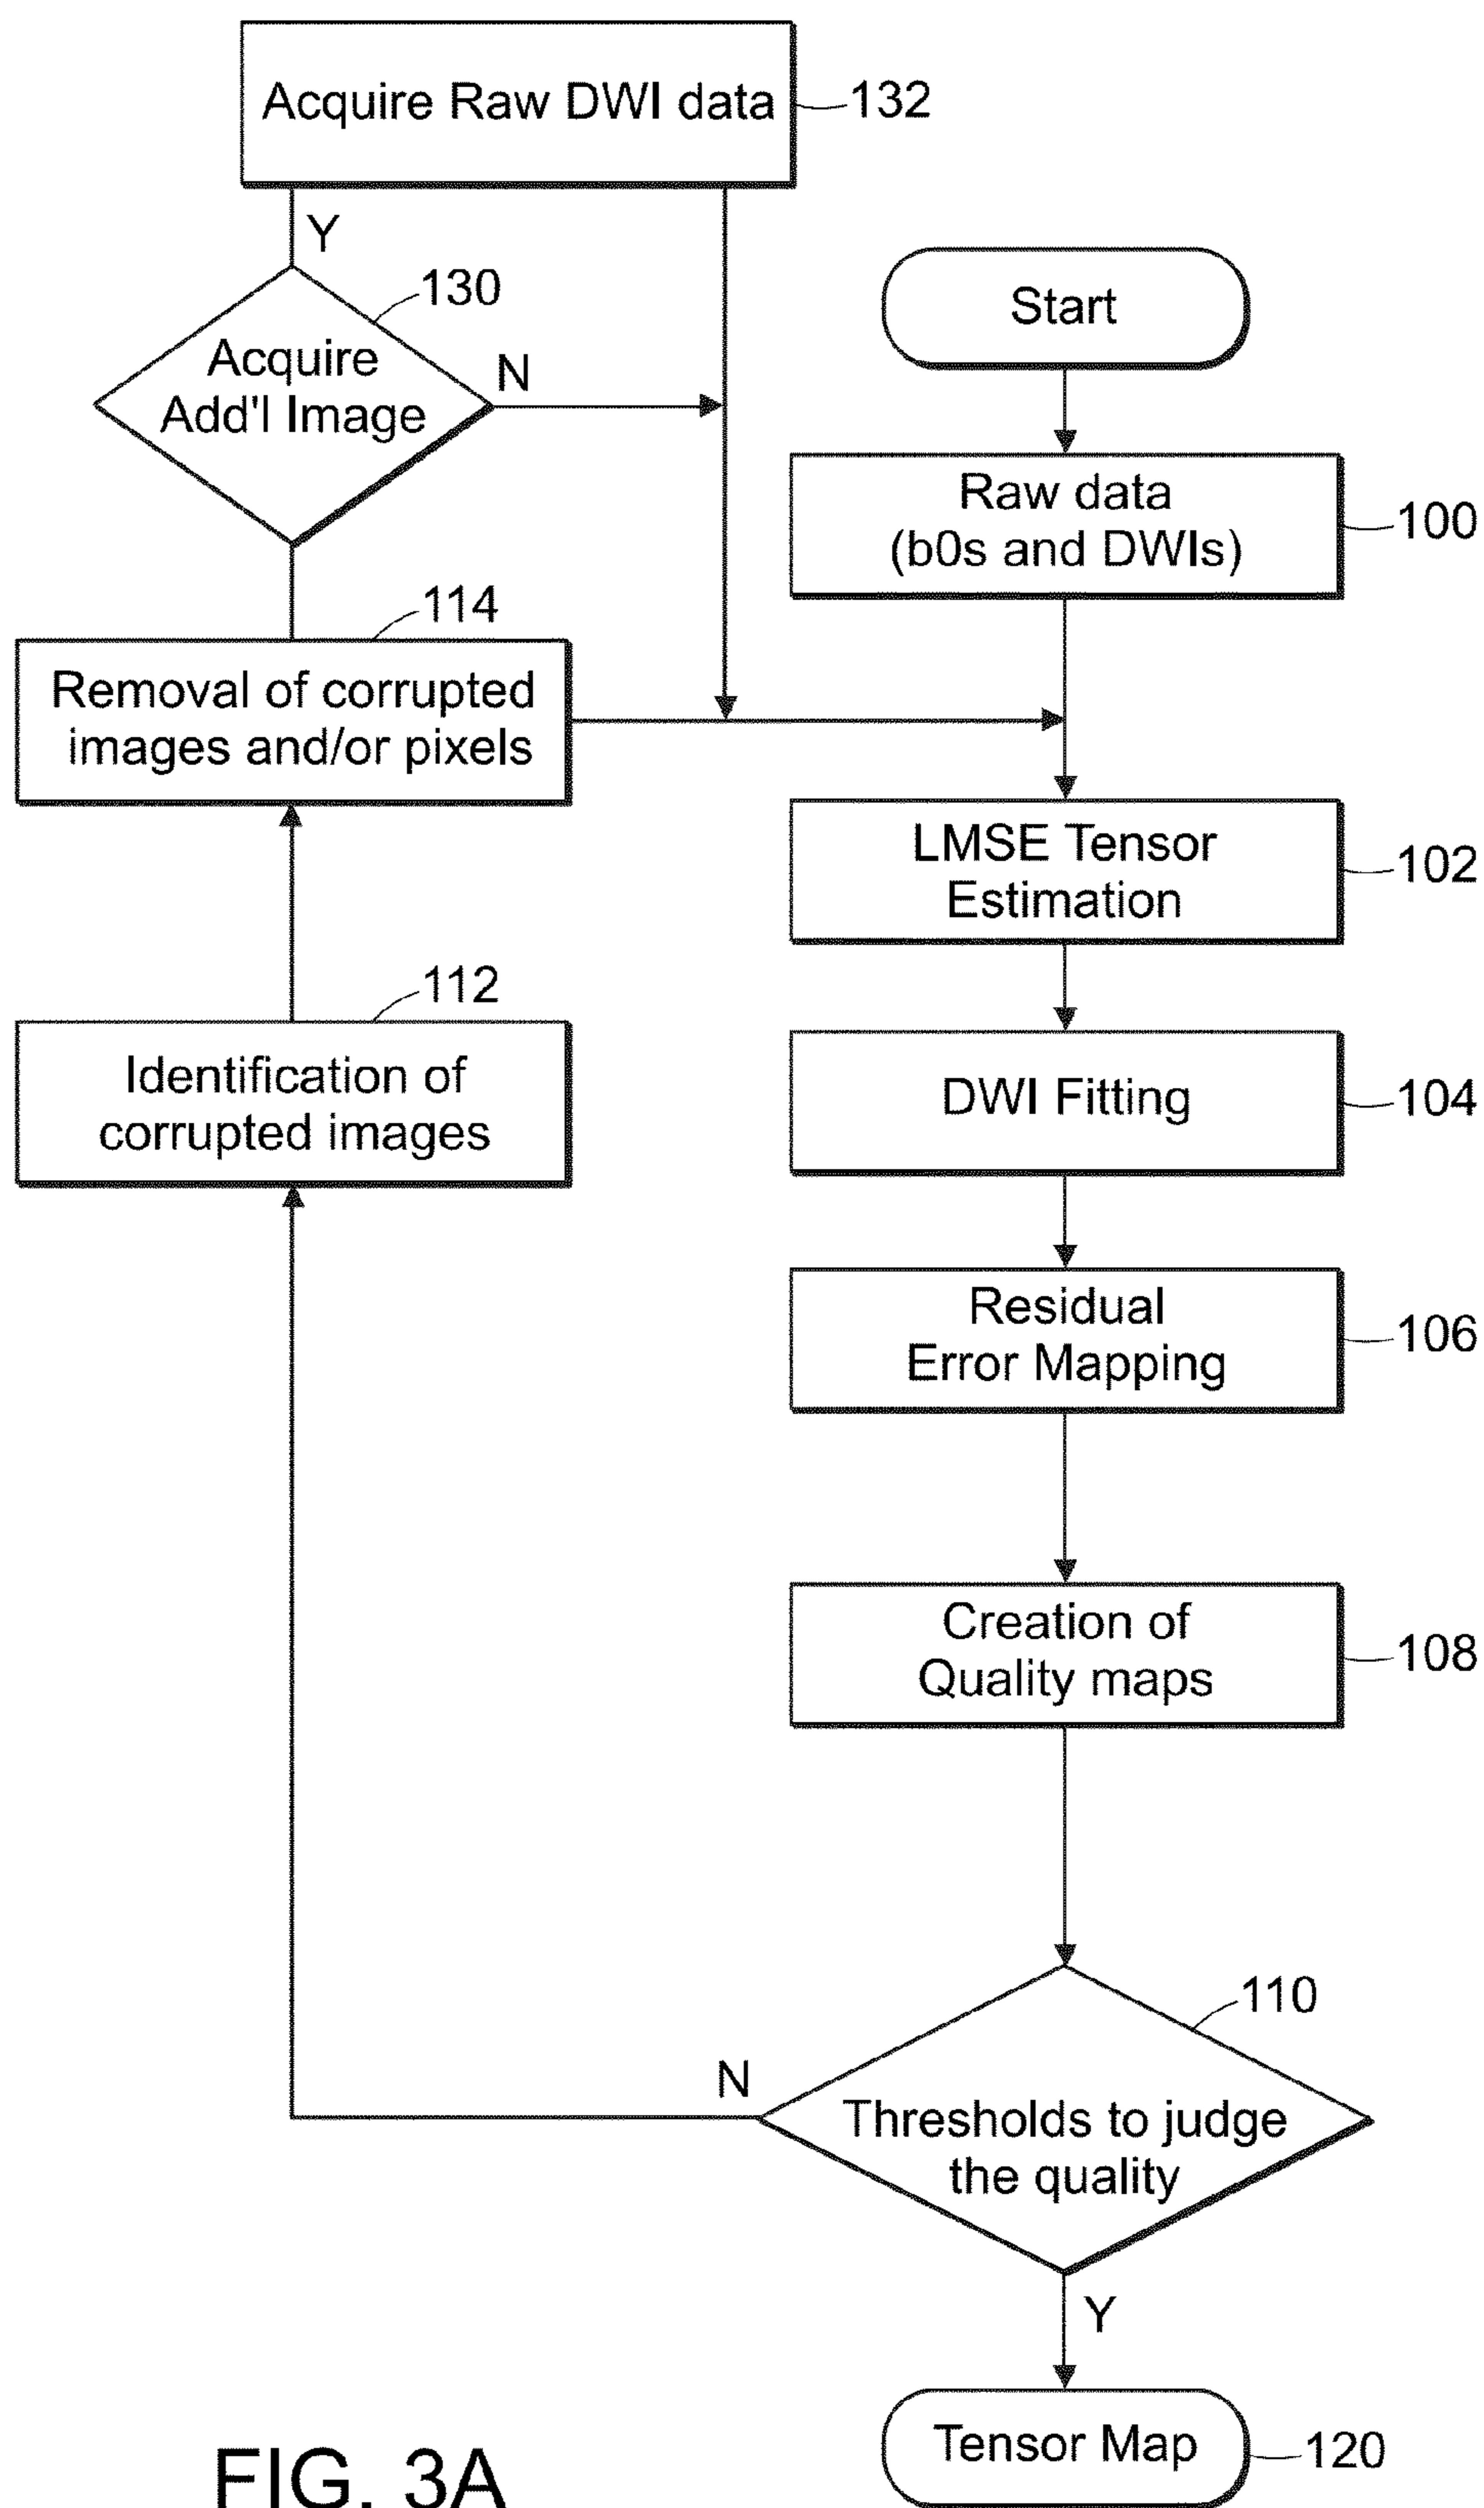 Acquire Raw DWI data
132
Y
130
Acquire
Add'l Image
N
Start
Raw data
(b0s and DWIs)
100
114
Removal of corrupted
images and/or pixels
LMSE Tensor
Estimation
102
112
Identification of
corrupted images
DWI Fitting
104
Residual
Error Mapping
106
Creation of
Quality maps
108
110
N
Thresholds to judge
the quality
Y
Tensor Map
120
FIG. 3A